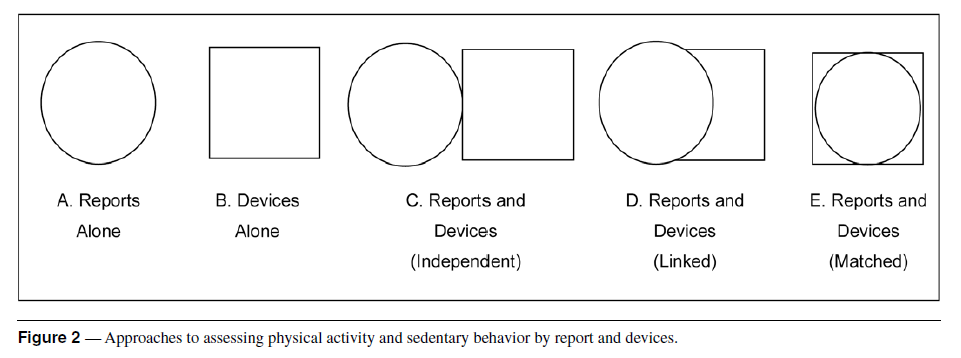 A. Reports
Alone
B. Devices
Alone
C. Reports and
Devices
(Independent)
D. Reports and
Devices
(Linked)
E. Reports and
Devices
(Matched)
Figure 2 — Approaches to assessing physical activity and sedentary behavior by report and devices.